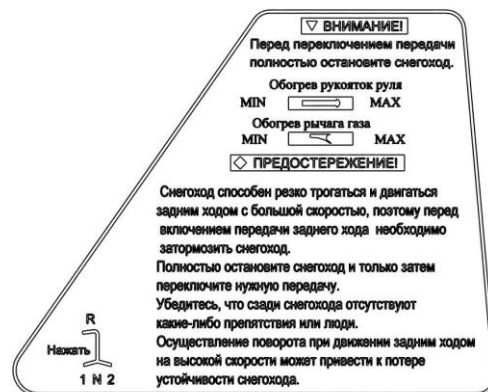 ▽ ВНИМАНИЕ!
Перед переключением передачи
полностью остановите снегоход.
Обогрев рукояток руля
MIN MAX
Обогрев рычага газа
MIN MAX
◇ ПРЕДОСТЕРЕЖЕНИЕ!
Снегоход способен резко трогаться и двигаться
задним ходом с большой скоростью, поэтому перед
включением передачи заднего хода необходимо
затормозить снегоход.
Полностью остановите снегоход и только затем
переключите нужную передачу.
Убедитесь, что сзади снегохода отсутствуют
какие-либо препятствия или люди.
Осуществление поворота при движении задним ходом
на высокой скорости может привести к потере
устойчивости снегохода.
R
Нажать
1 N 2